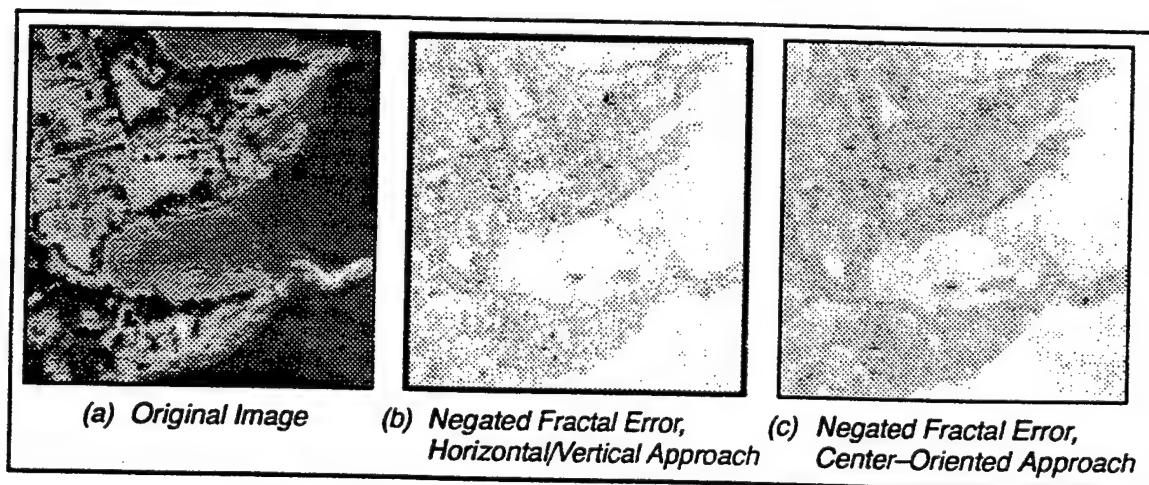 (a) Original Image
(b) Negated Fractal Error,
Horizontal/Vertical Approach
(c) Negated Fractal Error,
Center–Oriented Approach